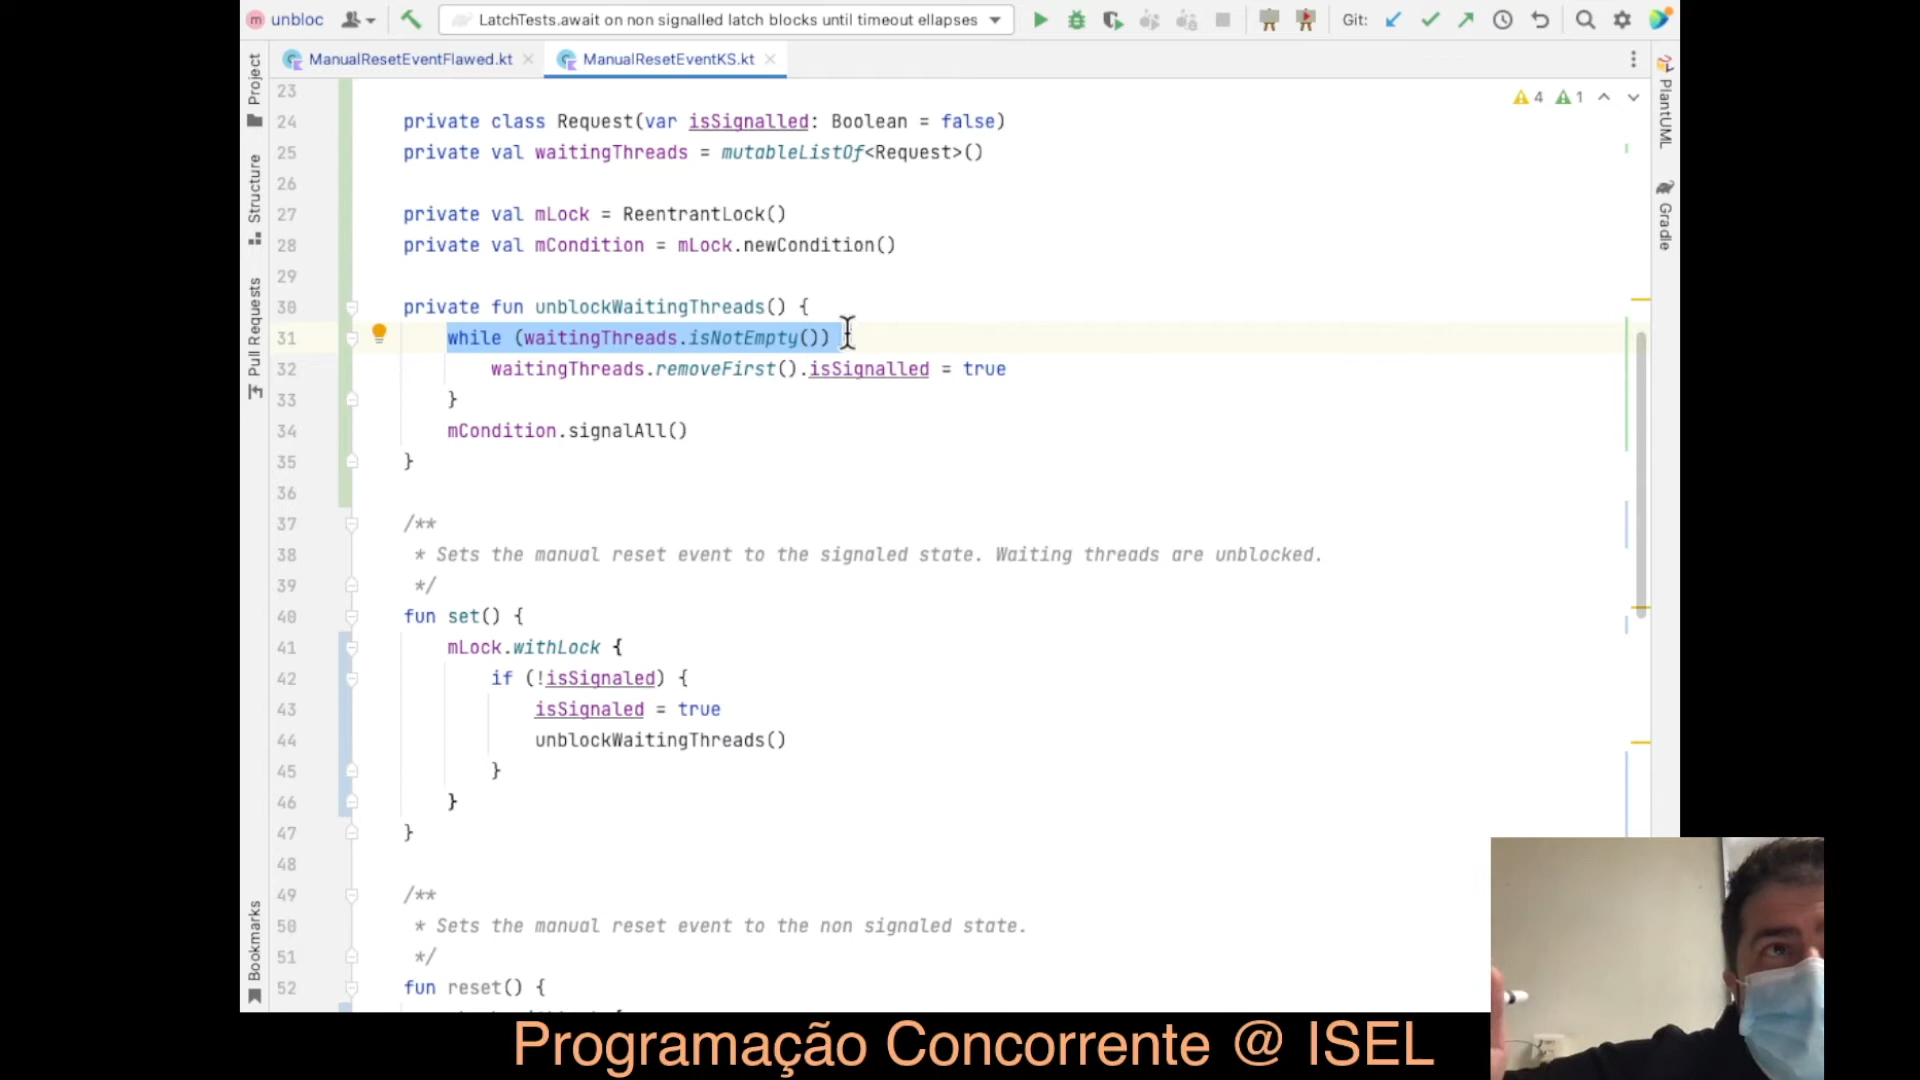 unbloc
LatchTests.await on non signalled latch blocks until timeout ellapses
Git:
ManualResetEventFlawed.kt
ManualResetEventKS.kt
Project
Structure
Pull Requests
Bookmarks
PlantUML
Gradle
4 1
23
24 private class Request(var isSignalled: Boolean = false)
25 private val waitingThreads = mutableListOf<Request>()
26
27 private val mLock = ReentrantLock()
28 private val mCondition = mLock.newCondition()
29
30 private fun unblockWaitingThreads() {
31 while (waitingThreads.isNotEmpty())
32 waitingThreads.removeFirst().isSignalled = true
33 }
34 mCondition.signalAll()
35 }
36
37 /**
38 * Sets the manual reset event to the signaled state. Waiting threads are unblocked.
39 */
40 fun set() {
41 mLock.withLock {
42 if (!isSignaled) {
43 isSignaled = true
44 unblockWaitingThreads()
45 }
46 }
47 }
48
49 /**
50 * Sets the manual reset event to the non signaled state.
51 */
52 fun reset() {
Programação Concorrente @ ISEL